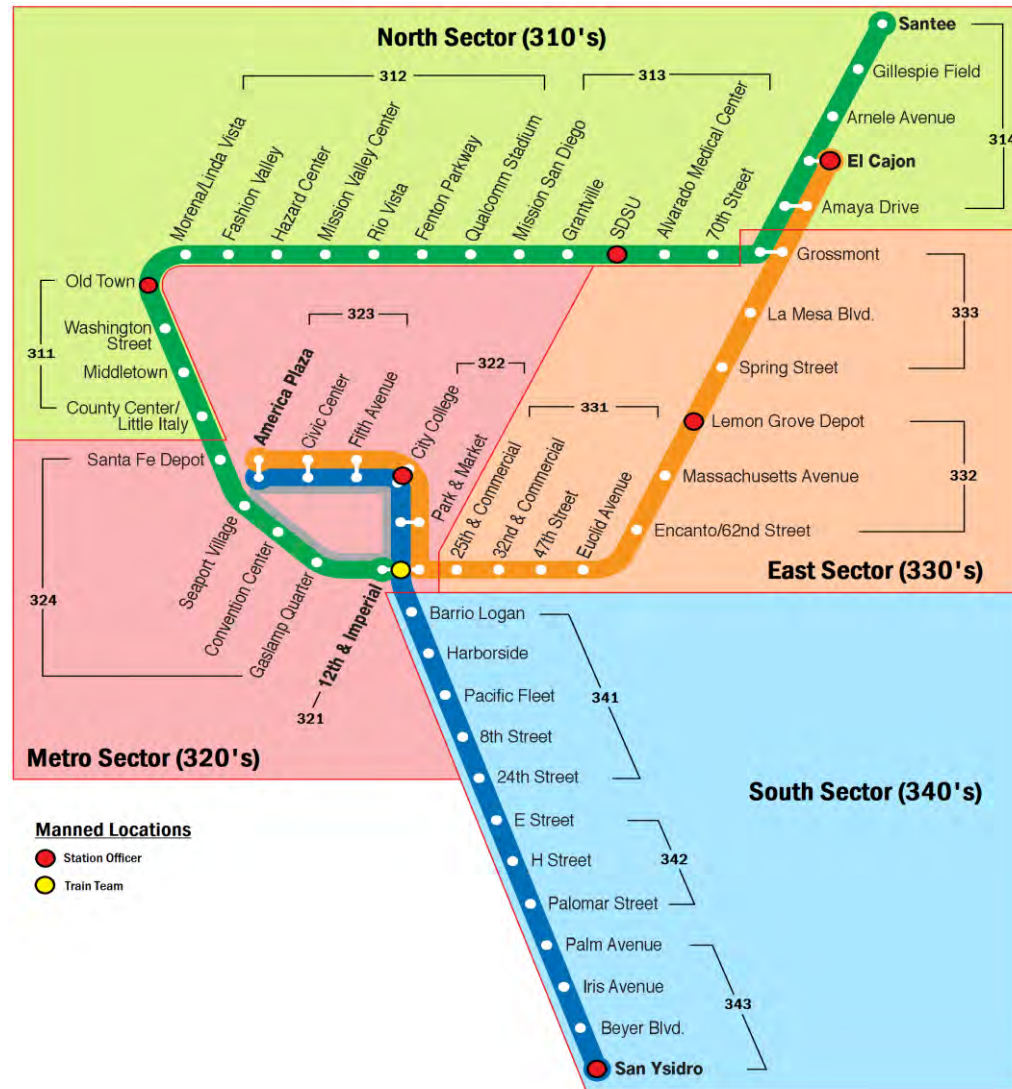 North Sector (310's)
312
313
314
Santee
Gillespie Field
Arnele Avenue
El Cajon
Amaya Drive
Morena/Linda Vista
Fashion Valley
Hazard Center
Mission Valley Center
Rio Vista
Fenton Parkway
Qualcomm Stadium
Mission San Diego
Grantville
SDSU
Alvarado Medical Center
70th Street
Old Town
Washington
Street
Middletown
County Center/
Little Italy
311
Grossmont
La Mesa Blvd.
Spring Street
333
Lemon Grove Depot
Massachusetts Avenue
Encanto/62nd Street
332
East Sector (330's)
323
322
331
America Plaza
Civic Center
Fifth Avenue
City College
Park & Market
25th & Commercial
32nd & Commercial
47th Street
Euclid Avenue
Santa Fe Depot
Seaport Village
Convention Center
Gaslamp Quarter
12th & Imperial
324
321
Metro Sector (320's)
Barrio Logan
Harborside
Pacific Fleet
8th Street
24th Street
341
E Street
H Street
Palomar Street
342
Palm Avenue
Iris Avenue
Beyer Blvd.
San Ysidro
343
South Sector (340's)
Manned Locations
Station Officer
Train Team